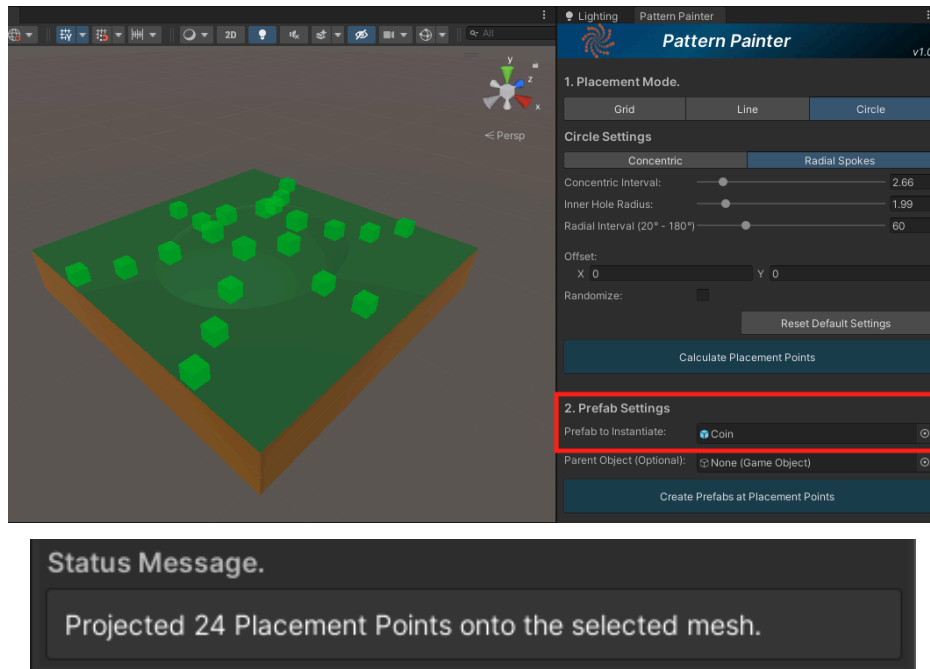 Lighting Pattern Painter
2D All
Pattern Painter
v1.0
y
z
x
Persp
1. Placement Mode.
Grid Line Circle
Circle Settings
Concentric Radial Spokes
Concentric Interval: 2.66
Inner Hole Radius: 1.99
Radial Interval (20° - 180°) 60
Offset:
X 0 Y 0
Randomize:
Reset Default Settings
Calculate Placement Points
2. Prefab Settings
Prefab to Instantiate: Coin
Parent Object (Optional): None (Game Object)
Create Prefabs at Placement Points
Status Message.
Projected 24 Placement Points onto the selected mesh.